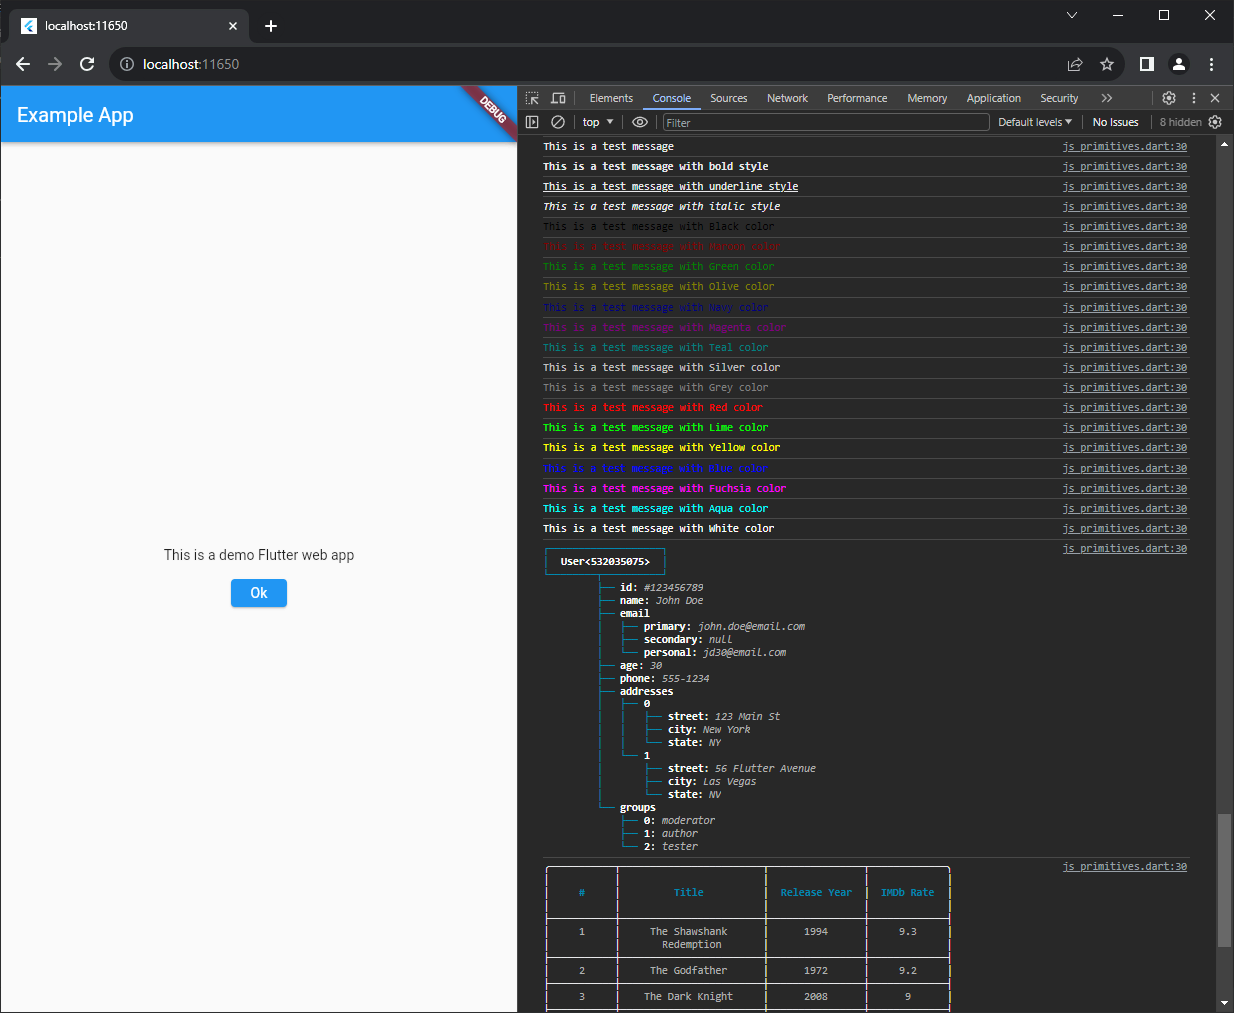 localhost:11650
localhost:11650
Example App
DEBUG
This is a demo Flutter web app
Ok
Elements Console Sources Network Performance Memory Application Security
top Filter Default levels No Issues 8 hidden
This is a test message js_primitives.dart:30
This is a test message with bold style js_primitives.dart:30
This is a test message with underline style js_primitives.dart:30
This is a test message with italic style js_primitives.dart:30
This is a test message with Black color js_primitives.dart:30
This is a test message with Maroon color js_primitives.dart:30
This is a test message with Green color js_primitives.dart:30
This is a test message with Olive color js_primitives.dart:30
This is a test message with Navy color js_primitives.dart:30
This is a test message with Magenta color js_primitives.dart:30
This is a test message with Teal color js_primitives.dart:30
This is a test message with Silver color js_primitives.dart:30
This is a test message with Grey color js_primitives.dart:30
This is a test message with Red color js_primitives.dart:30
This is a test message with Lime color js_primitives.dart:30
This is a test message with Yellow color js_primitives.dart:30
This is a test message with Blue color js_primitives.dart:30
This is a test message with Fuchsia color js_primitives.dart:30
This is a test message with Aqua color js_primitives.dart:30
This is a test message with White color js_primitives.dart:30
js_primitives.dart:30
User<532035075>
id: #123456789
name: John Doe
email
primary: john.doe@email.com
secondary: null
personal: jd30@email.com
age: 30
phone: 555-1234
addresses
0
street: 123 Main St
city: New York
state: NY
1
street: 56 Flutter Avenue
city: Las Vegas
state: NV
groups
0: moderator
1: author
2: tester
js_primitives.dart:30
# Title Release Year IMDb Rate
1 The Shawshank 1994 9.3
Redemption
2 The Godfather 1972 9.2
3 The Dark Knight 2008 9